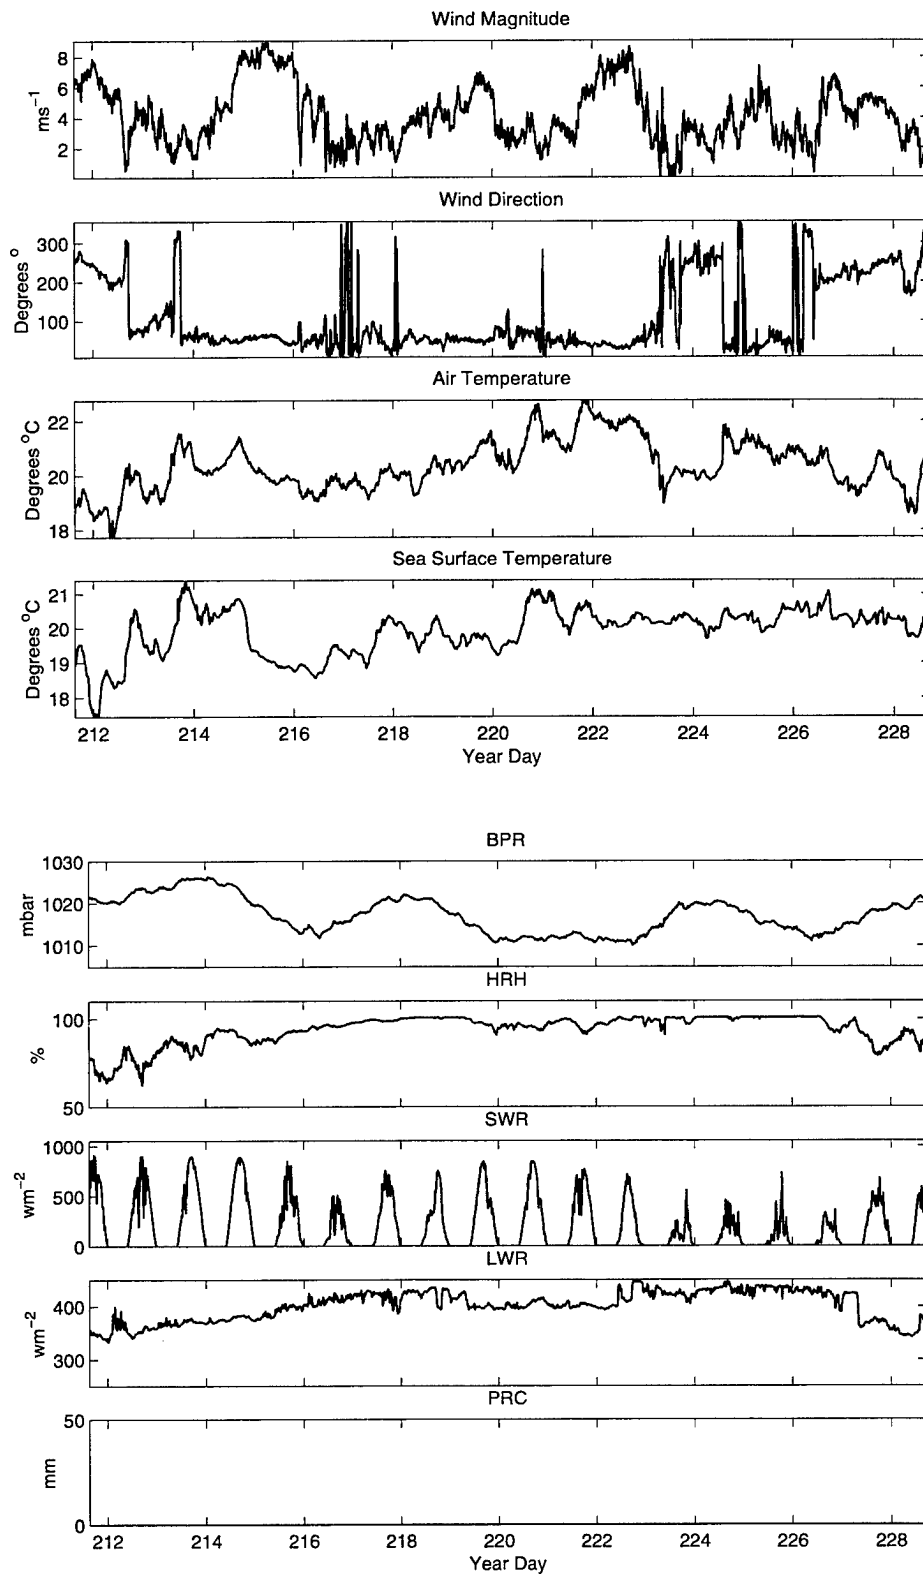 Wind Magnitude
8
6
4
2
ms⁻¹
Wind Direction
300
200
100
Degrees °
Air Temperature
22
20
18
Degrees °C
Sea Surface Temperature
21
20
19
18
Degrees °C
212 214 216 218 220 222 224 226 228
Year Day
BPR
1030
1020
1010
mbar
HRH
100
50
%
SWR
1000
500
0
wm⁻²
LWR
400
300
wm⁻²
PRC
50
0
mm
212 214 216 218 220 222 224 226 228
Year Day